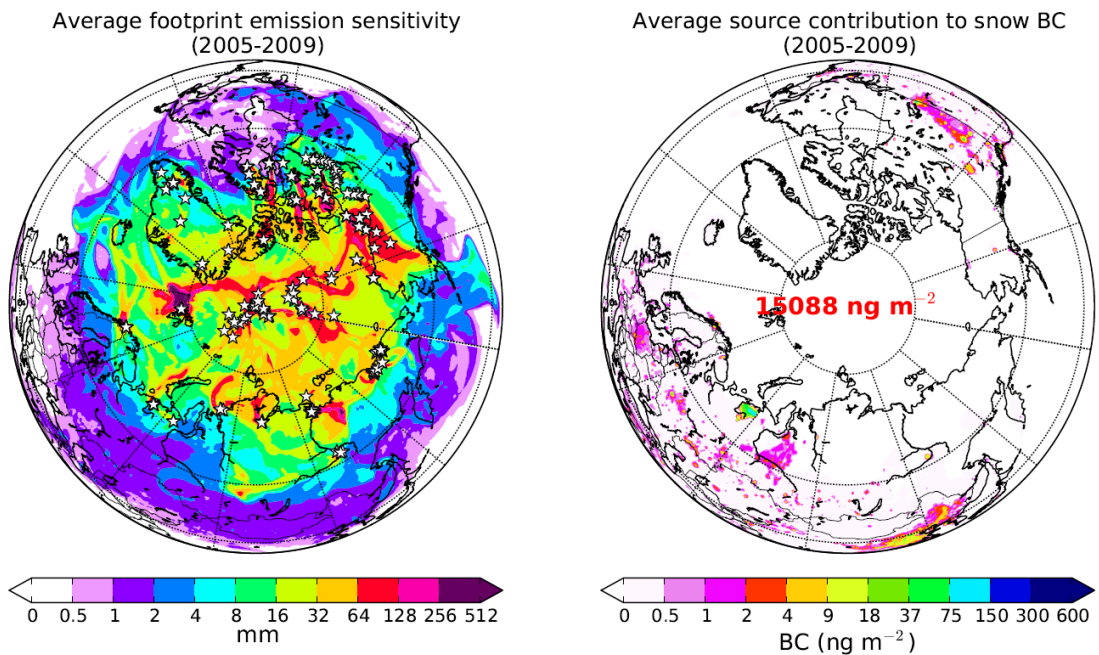 Average footprint emission sensitivity
(2005-2009)
Average source contribution to snow BC
(2005-2009)
15088 ng m⁻²
0 0.5 1 2 4 8 16 32 64 128 256 512
mm
0 0.5 1 2 4 9 18 37 75 150 300 600
BC (ng m⁻²)